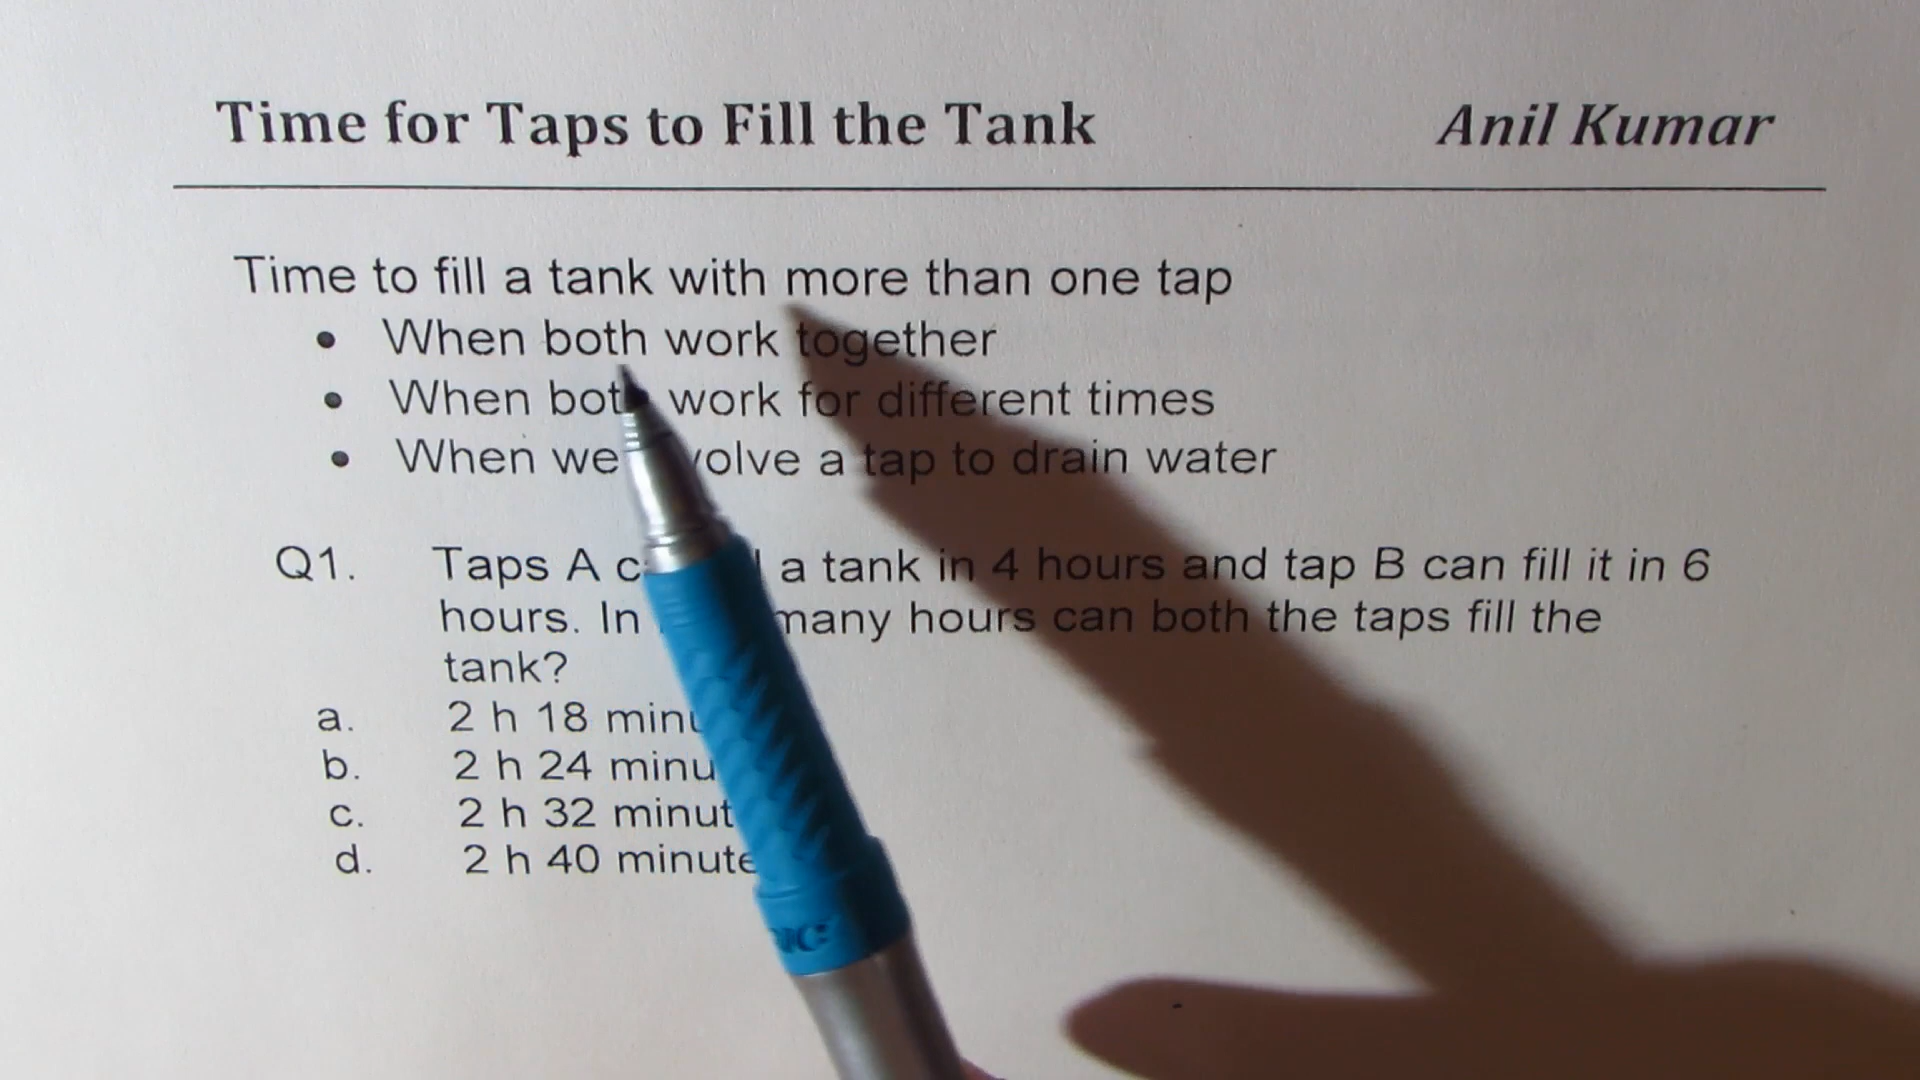 Time for Taps to Fill the Tank Anil Kumar
Time to fill a tank with more than one tap
• When both work together
• When both work for different times
• When we volve a tap to drain water
Q1. Taps A c a tank in 4 hours and tap B can fill it in 6
hours. In many hours can both the taps fill the
tank?
a. 2 h 18 minu
b. 2 h 24 minu
c. 2 h 32 minut
d. 2 h 40 minute